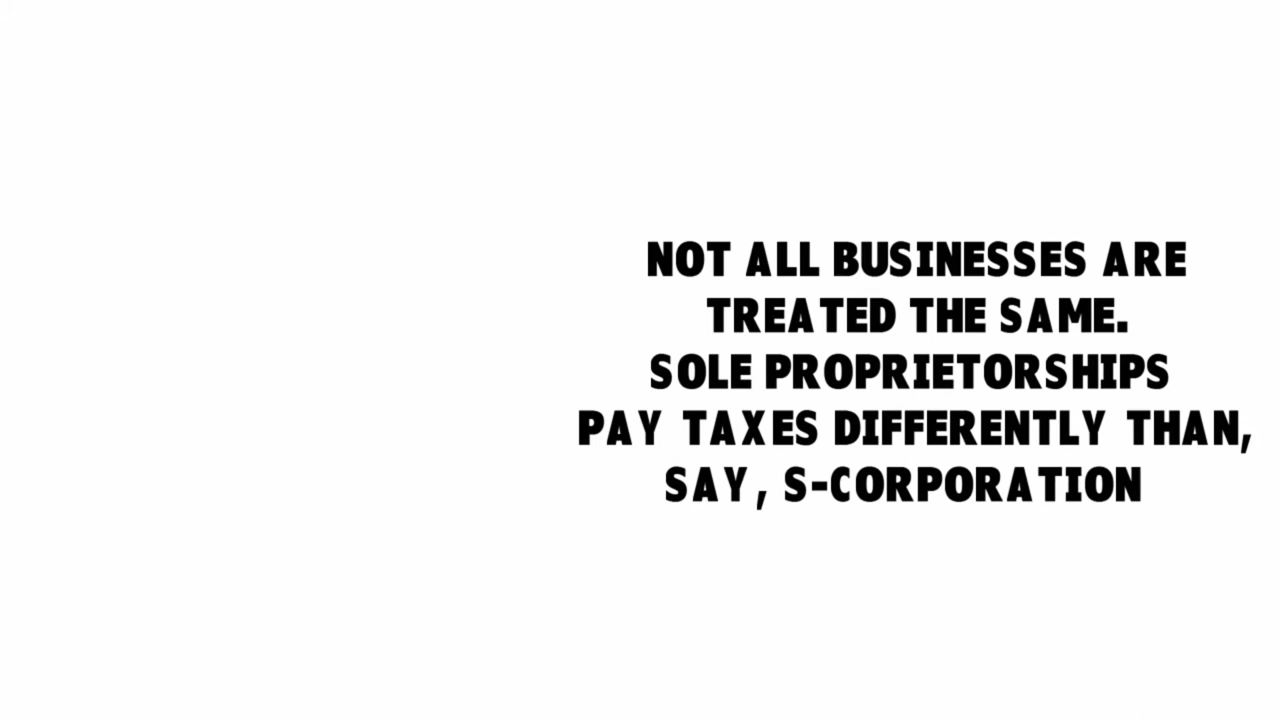 NOT ALL BUSINESSES ARE
TREATED THE SAME.
SOLE PROPRIETORSHIPS
PAY TAXES DIFFERENTLY THAN,
SAY, S-CORPORATION